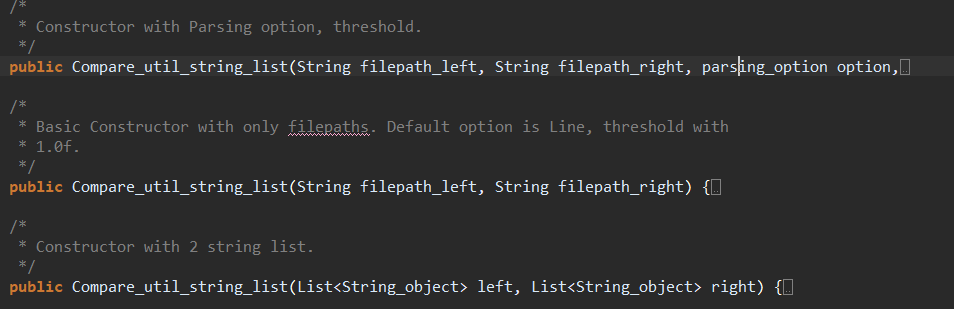 /*
 * Constructor with Parsing option, threshold.
 */
public Compare_util_string_list(String filepath_left, String filepath_right, parsing_option option,
/*
 * Basic Constructor with only filepaths. Default option is Line, threshold with
 * 1.0f.
 */
public Compare_util_string_list(String filepath_left, String filepath_right) {
/*
 * Constructor with 2 string list.
 */
public Compare_util_string_list(List<String_object> left, List<String_object> right) {